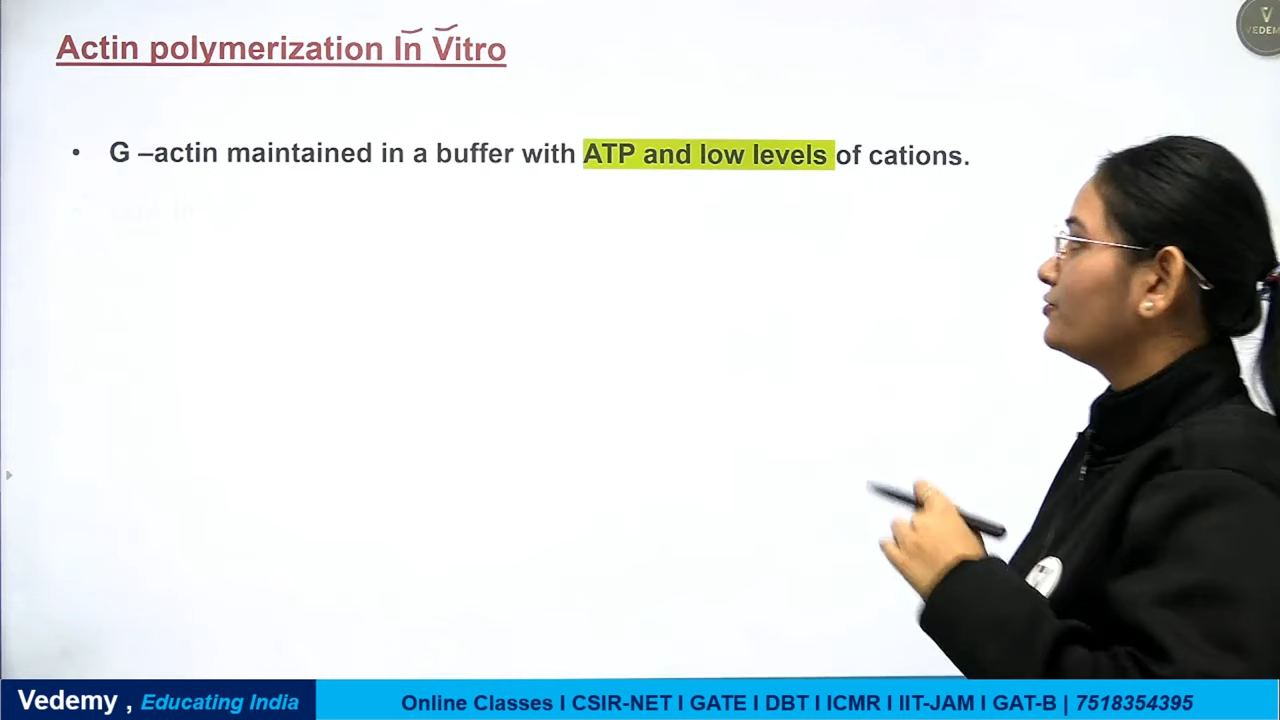 Actin polymerization In Vitro
VEDEM
• G –actin maintained in a buffer with ATP and low levels of cations.
Vedemy , Educating India
Online Classes I CSIR-NET I GATE I DBT I ICMR I IIT-JAM I GAT-B | 7518354395